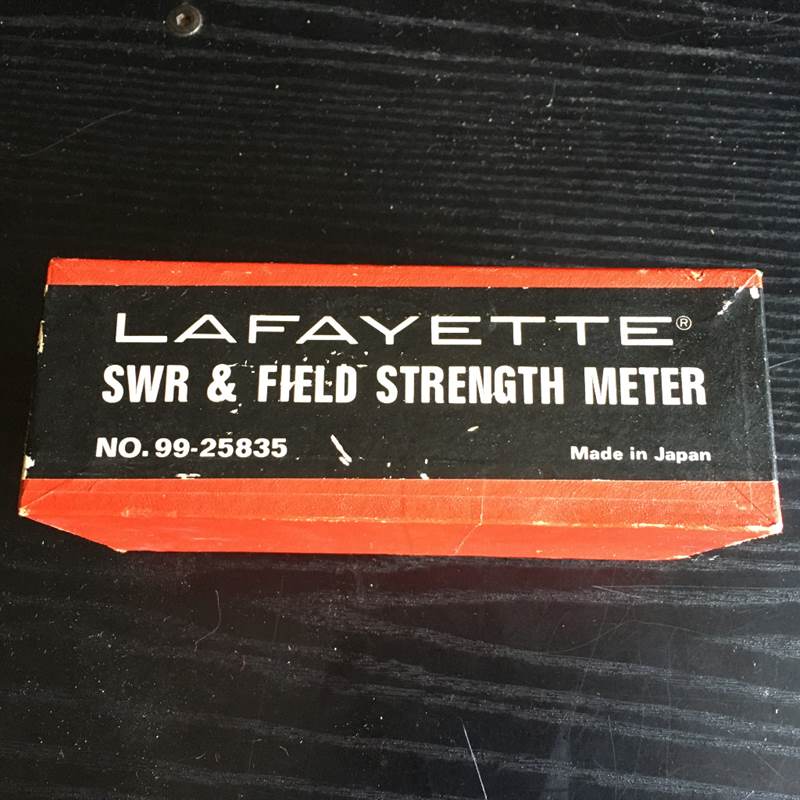 LAFAYETTE®
SWR & FIELD STRENGTH METER
NO. 99-25835 Made in Japan